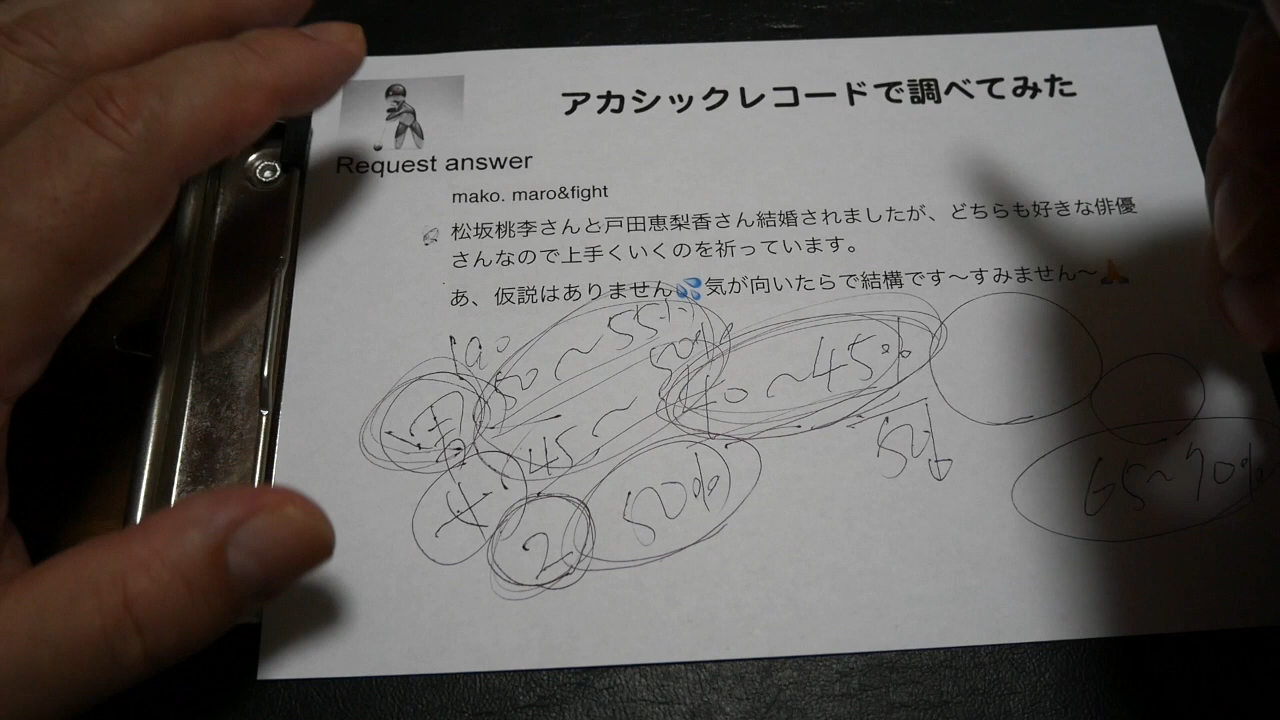 アカシックレコードで調べてみた
Request answer
mako. maro&fight
松坂桃李さんと戸田恵梨香さん結婚されましたが、どちらも好きな俳優
さんなので上手くいくのを祈っています。
あ、仮説はありません💦気が向いたらで結構です〜すみません〜🙏
50 〜 55%
50%
40 〜45%
45 〜
50%
2
50%
65〜70%